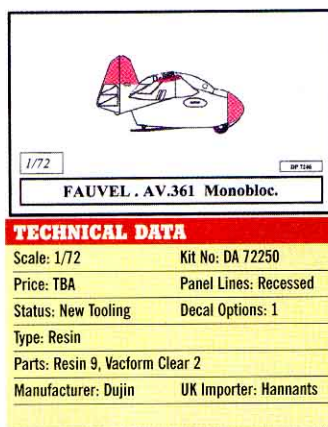 1/72
FAUVEL . AV.361 Monobloc.
TECHNICAL DATA
Scale: 1/72 Kit No: DA 72250
Price: TBA Panel Lines: Recessed
Status: New Tooling Decal Options: 1
Type: Resin
Parts: Resin 9, Vacform Clear 2
Manufacturer: Dujin UK Importer: Hannants